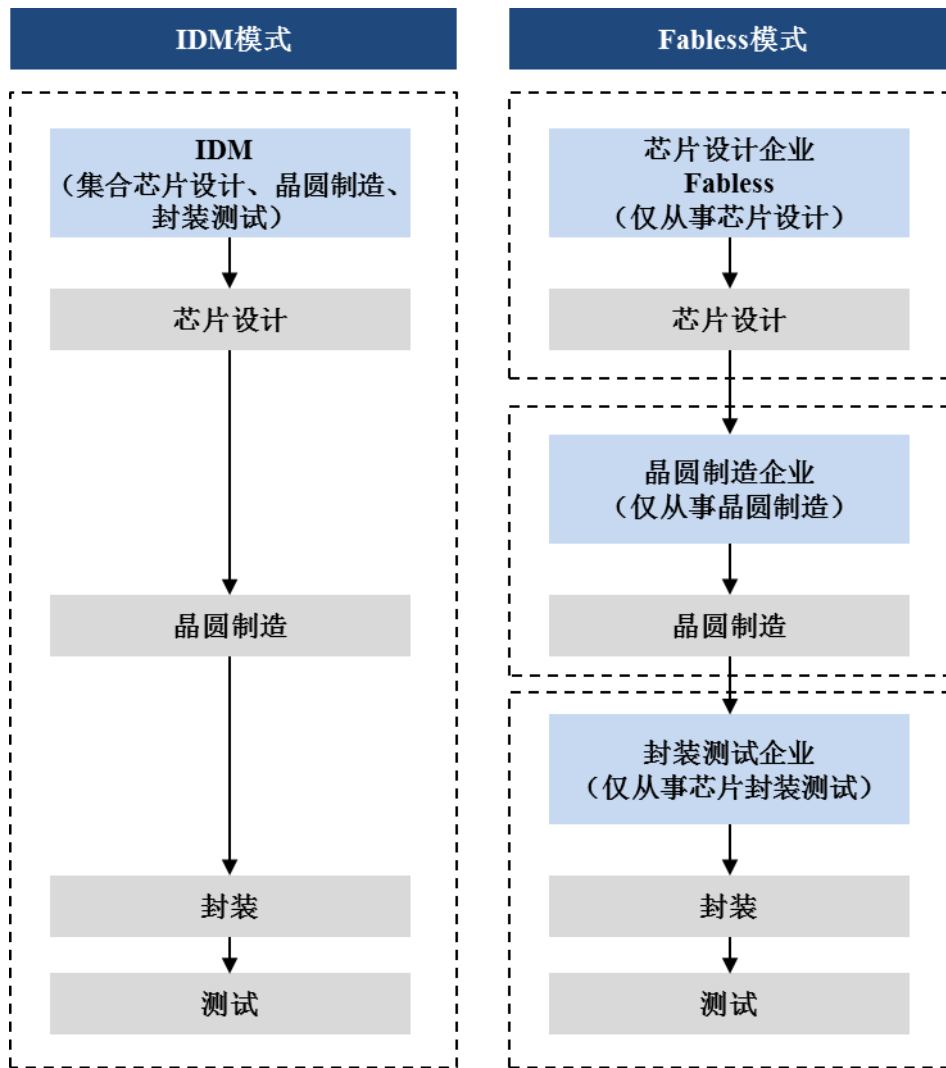 IDM模式
IDM
（集合芯片设计、晶圆制造、
封装测试）
芯片设计
晶圆制造
封装
测试
Fabless模式
芯片设计企业
Fabless
（仅从事芯片设计）
芯片设计
晶圆制造企业
（仅从事晶圆制造）
晶圆制造
封装测试企业
（仅从事芯片封装测试）
封装
测试